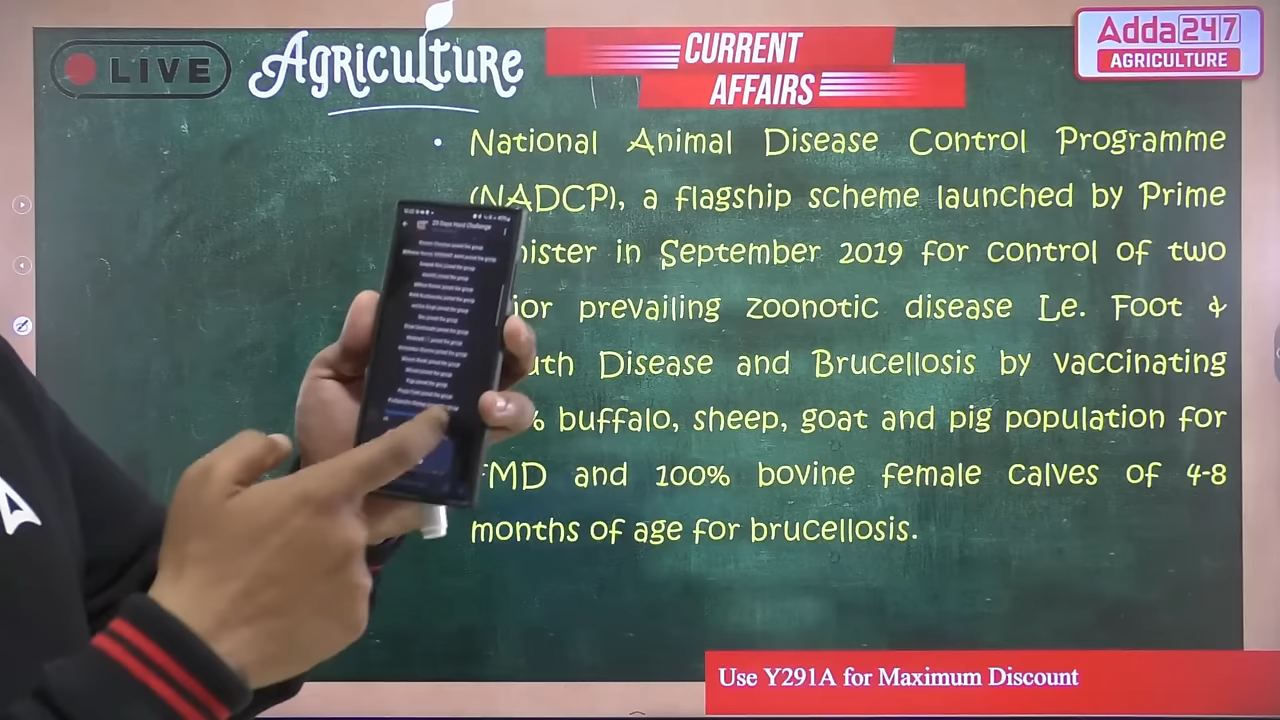 LIVE
Agriculture
CURRENT
AFFAIRS
Adda247
AGRICULTURE
• National Animal Disease Control Programme
(NADCP), a flagship scheme launched by Prime
in September 2019 for control of two
prevailing zoonotic disease Le. Foot &
Disease and Brucellosis by vaccinating
% buffalo, sheep, goat and pig population for
FMD and 100% bovine female calves of 4-8
months of age for brucellosis.
Use Y291A for Maximum Discount